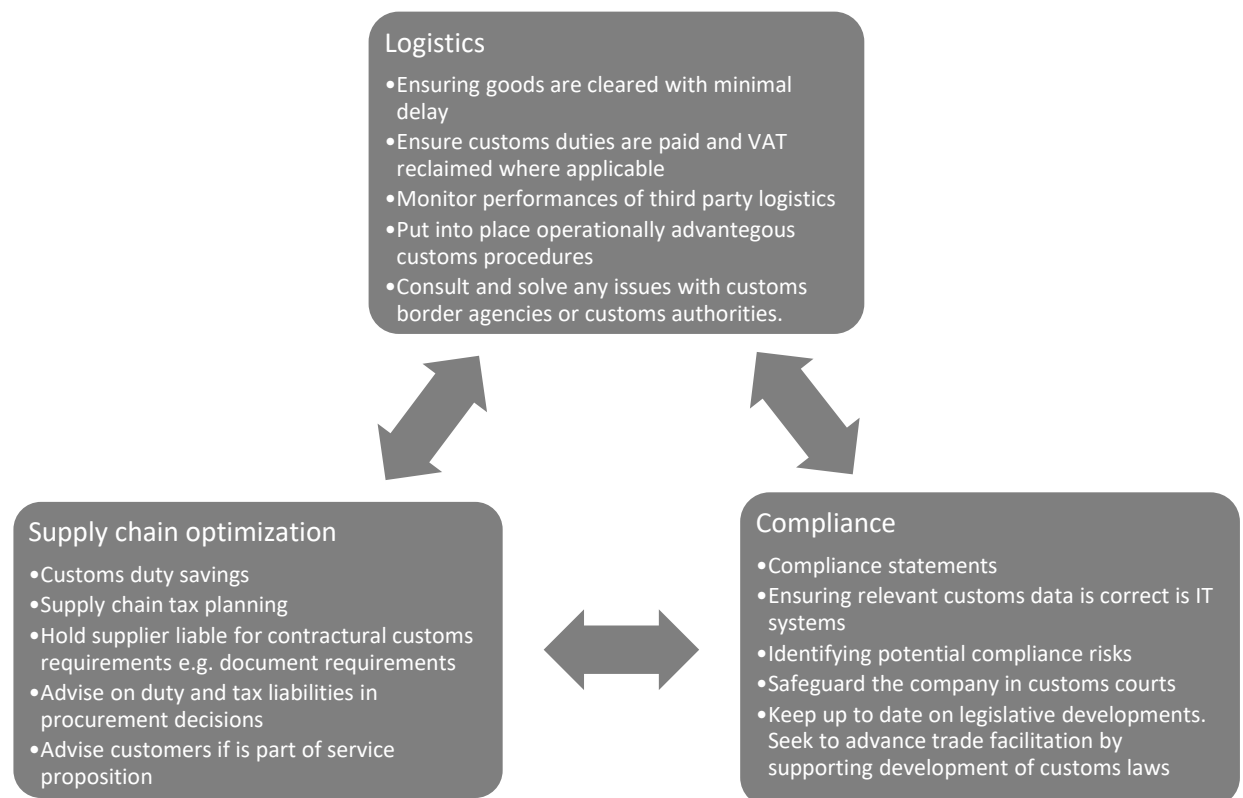 Logistics
•Ensuring goods are cleared with minimal
delay
•Ensure customs duties are paid and VAT
reclaimed where applicable
•Monitor performances of third party logistics
•Put into place operationally advantegous
customs procedures
•Consult and solve any issues with customs
border agencies or customs authorities.
Supply chain optimization
•Customs duty savings
•Supply chain tax planning
•Hold supplier liable for contractural customs
requirements e.g. document requirements
•Advise on duty and tax liabilities in
procurement decisions
•Advise customers if is part of service
proposition
Compliance
•Compliance statements
•Ensuring relevant customs data is correct is IT
systems
•Identifying potential compliance risks
•Safeguard the company in customs courts
•Keep up to date on legislative developments.
Seek to advance trade facilitation by
supporting development of customs laws